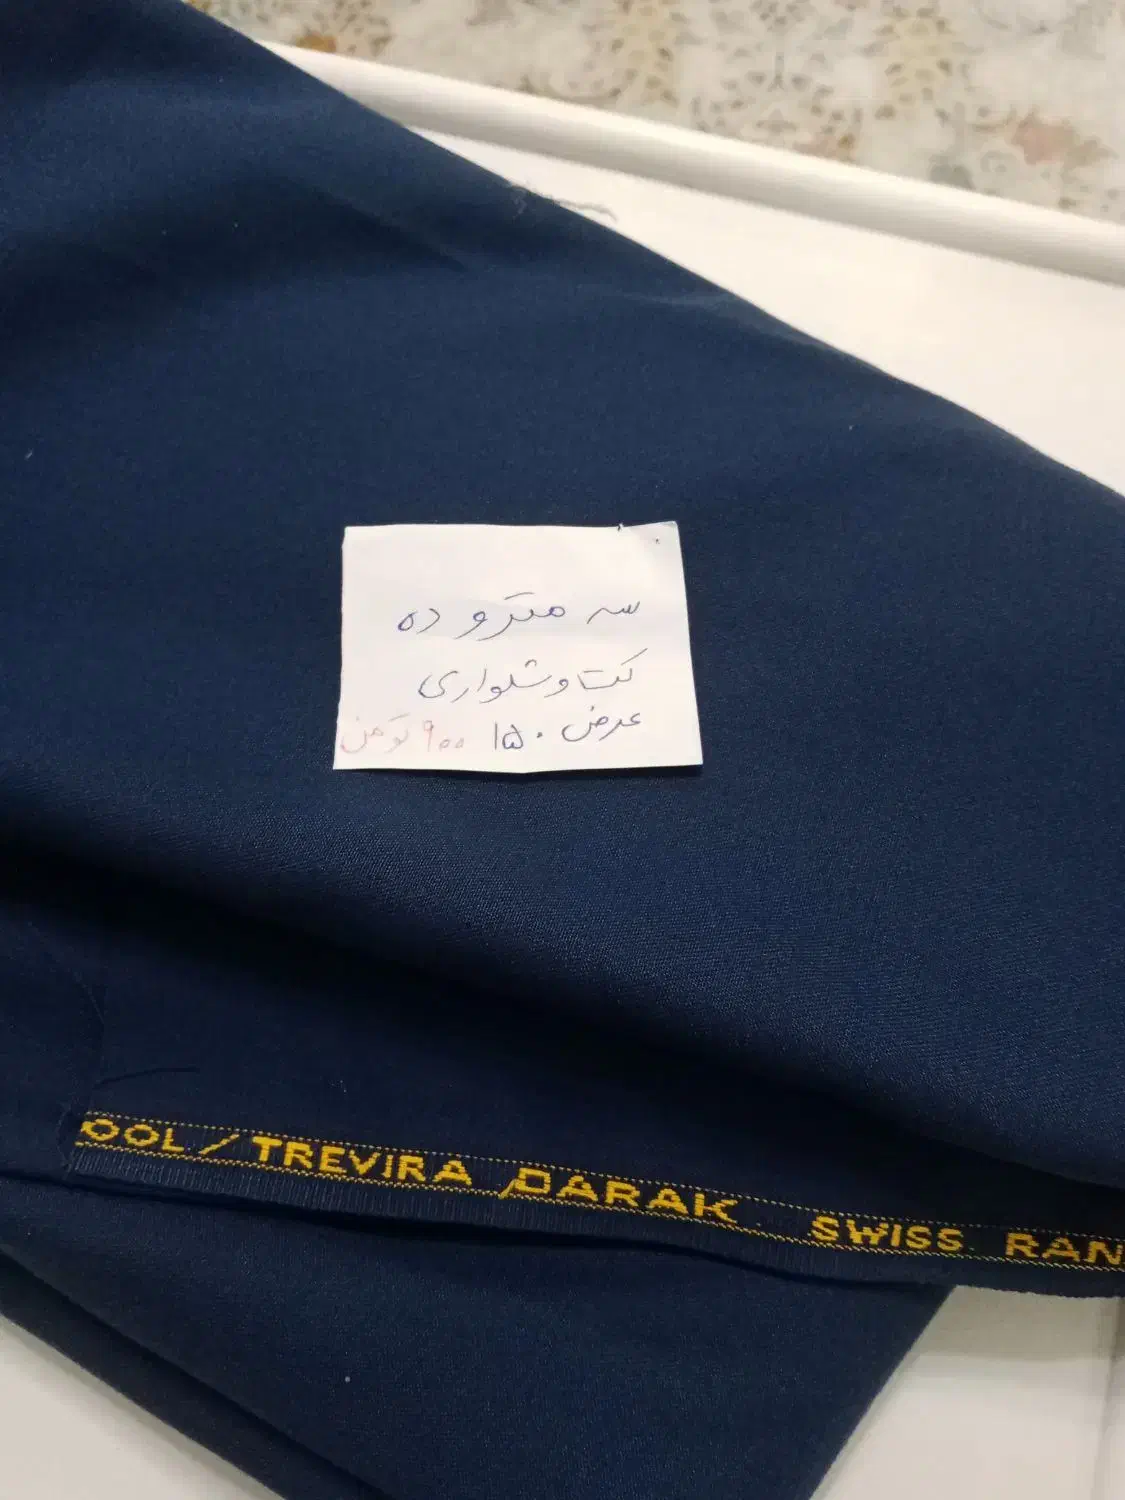 سه متر و ده
کت و شلواری
عرض ۱۵۰ ۹۰۰ تومن
OOL / TREVIRA DARAK SWISS RAN